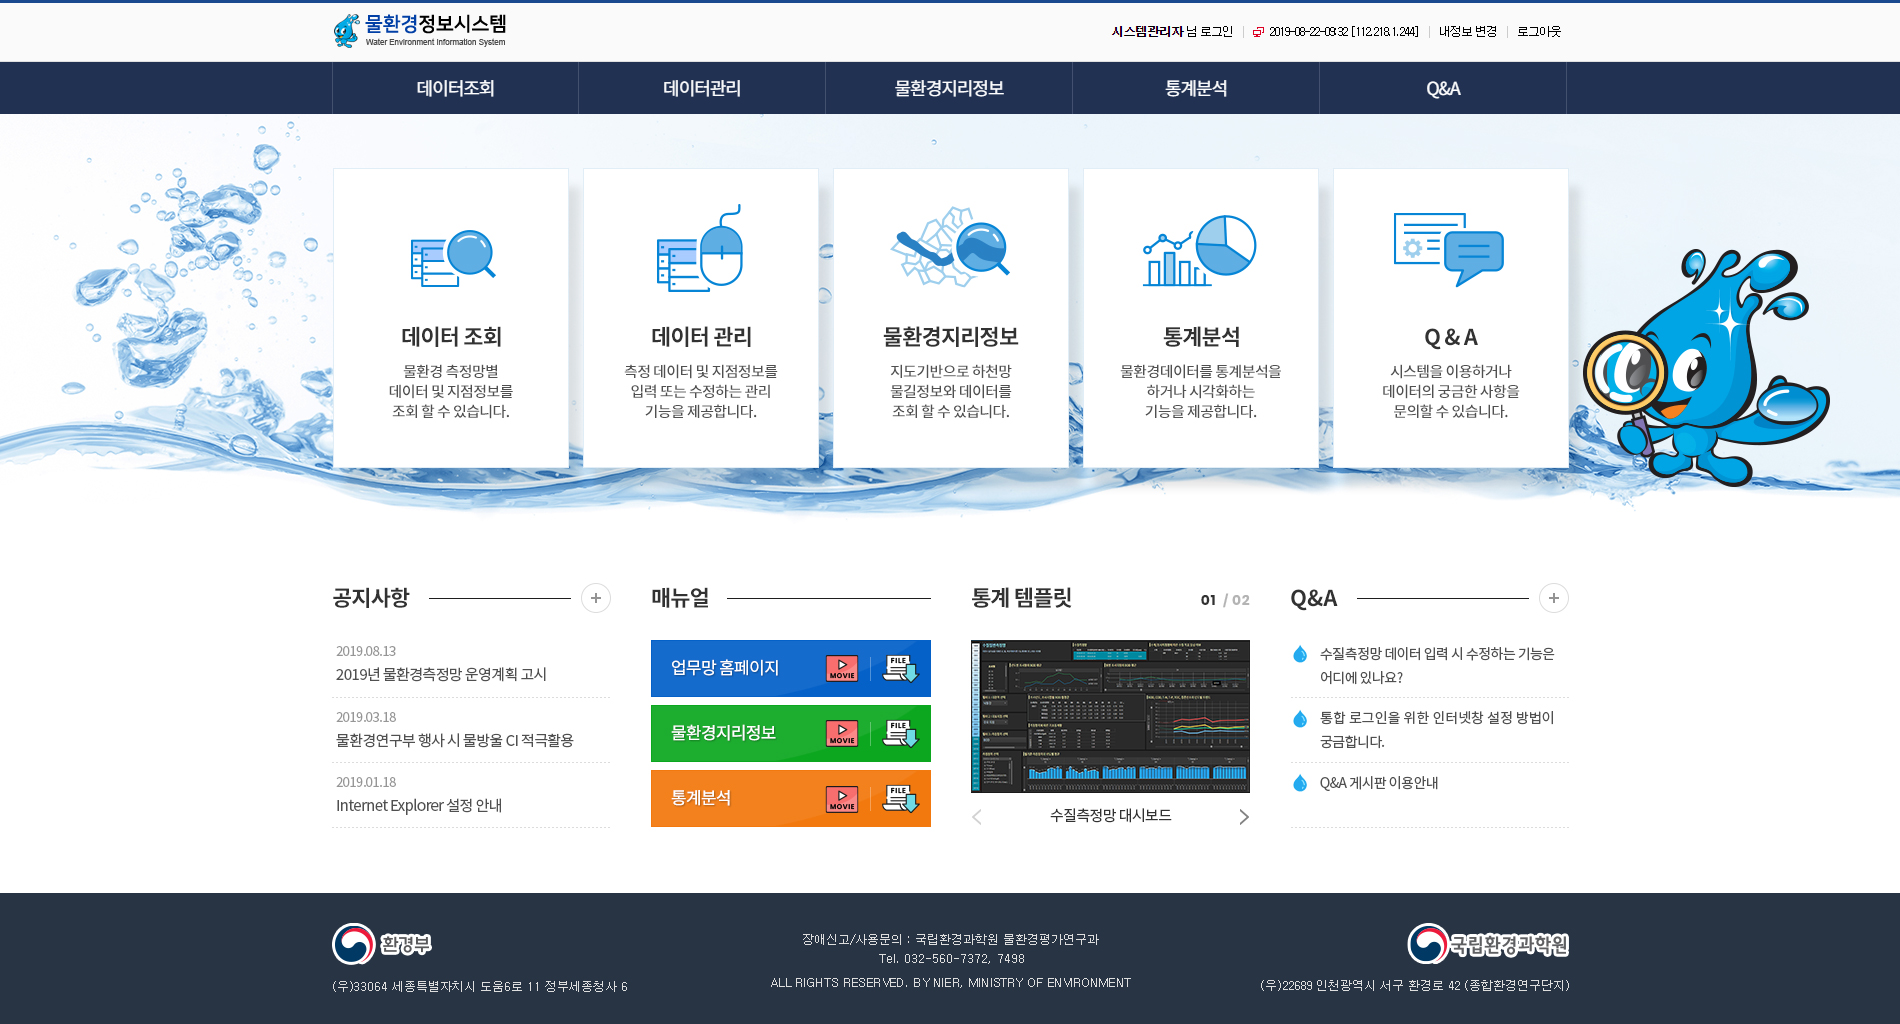 물환경정보시스템
Water Environment Information System
시스템관리자 님 로그인
2019-08-22-09:32 [112.218.1.244]
내정보 변경
로그아웃
데이터조회
데이터관리
물환경지리정보
통계분석
Q&A
데이터 조회
물환경 측정망별
데이터 및 지점정보를
조회 할 수 있습니다.
데이터 관리
측정 데이터 및 지점정보를
입력 또는 수정하는 관리
기능을 제공합니다.
물환경지리정보
지도기반으로 하천망
물길정보와 데이터를
조회 할 수 있습니다.
통계분석
물환경데이터를 통계분석을
하거나 시각화하는
기능을 제공합니다.
Q & A
시스템을 이용하거나
데이터의 궁금한 사항을
문의할 수 있습니다.
공지사항
2019.08.13
2019년 물환경측정망 운영계획 고시
2019.03.18
물환경연구부 행사 시 물방울 CI 적극활용
2019.01.18
Internet Explorer 설정 안내
매뉴얼
업무망 홈페이지
MOVIE
FILE
물환경지리정보
MOVIE
FILE
통계분석
MOVIE
FILE
통계 템플릿
01 / 02
수질측정망 대시보드
Q&A
수질측정망 데이터 입력 시 수정하는 기능은
어디에 있나요?
통합 로그인을 위한 인터넷창 설정 방법이
궁금합니다.
Q&A 게시판 이용안내
환경부
(우)33064 세종특별자치시 도움6로 11 정부세종청사 6
장애신고/사용문의 : 국립환경과학원 물환경평가연구과
Tel. 032-560-7372, 7498
ALL RIGHTS RESERVED. BY NIER, MINISTRY OF ENVIRONMENT
국립환경과학원
(우)22689 인천광역시 서구 환경로 42 (종합환경연구단지)